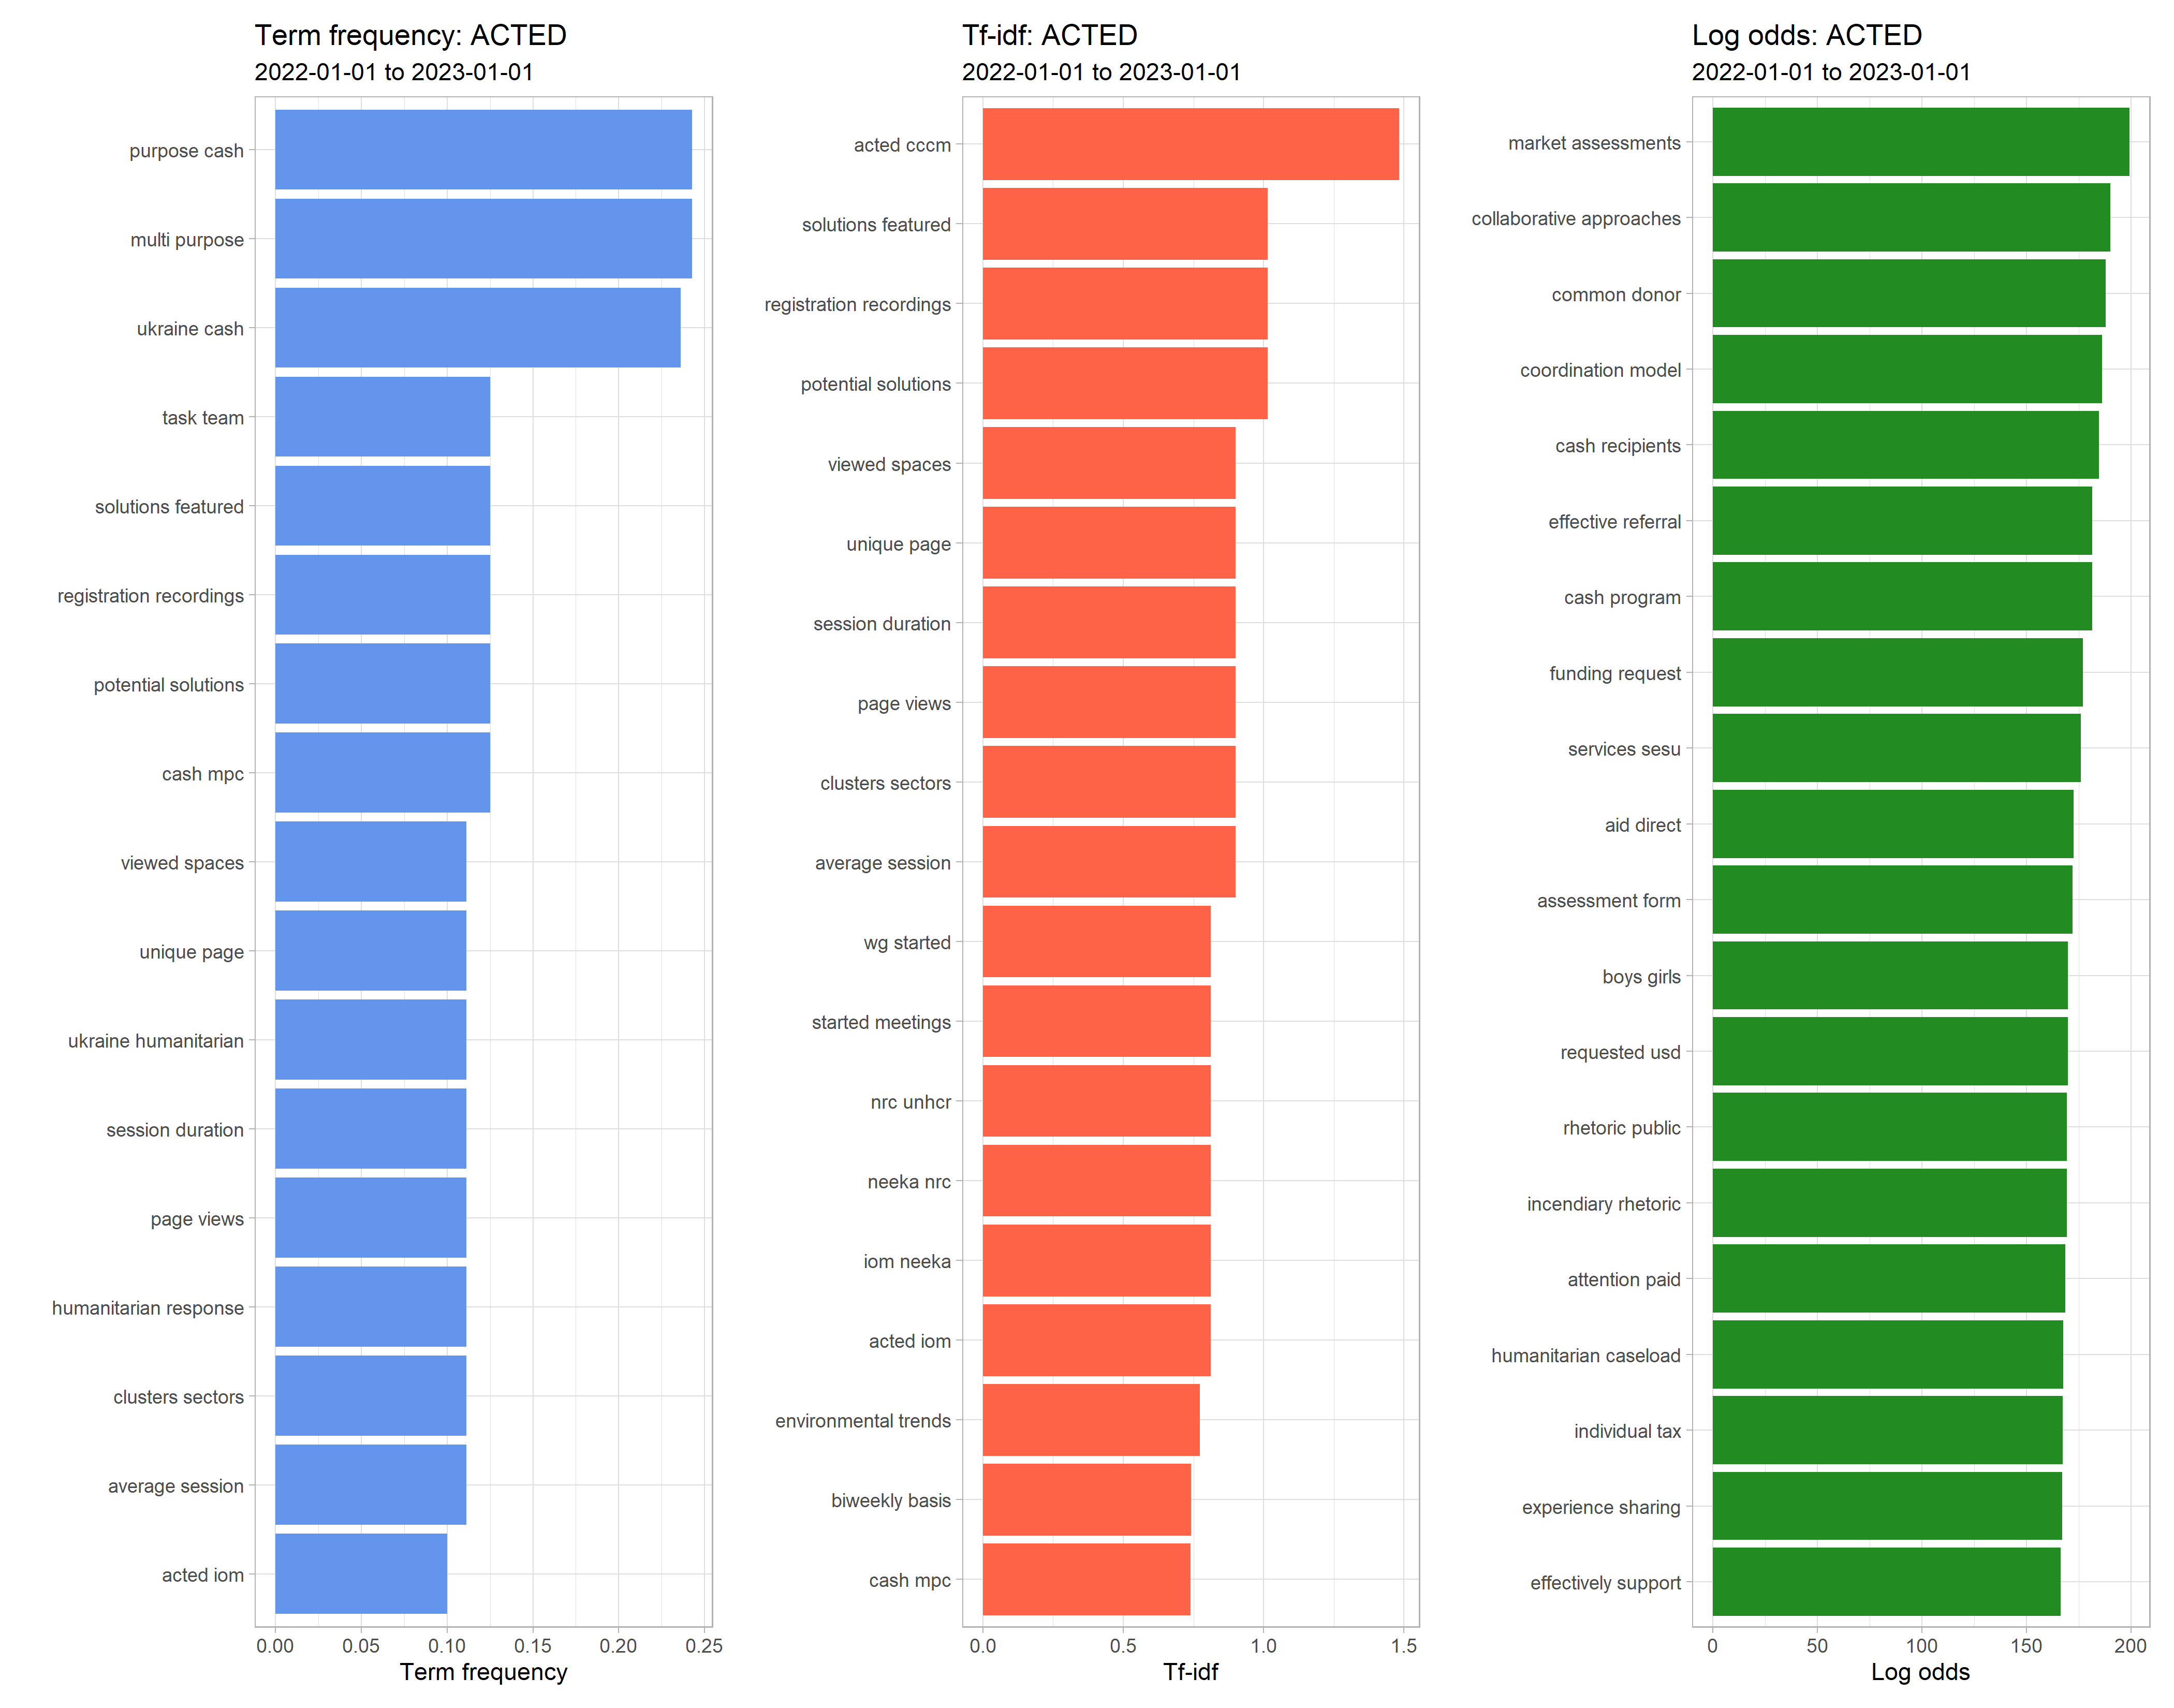 Term frequency: ACTED
2022-01-01 to 2023-01-01
purpose cash
multi purpose
ukraine cash
task team
solutions featured
registration recordings
potential solutions
cash mpc
viewed spaces
unique page
ukraine humanitarian
session duration
page views
humanitarian response
clusters sectors
average session
acted iom
0.00 0.05 0.10 0.15 0.20 0.25
Term frequency
Tf-idf: ACTED
2022-01-01 to 2023-01-01
acted cccm
solutions featured
registration recordings
potential solutions
viewed spaces
unique page
session duration
page views
clusters sectors
average session
wg started
started meetings
nrc unhcr
neeka nrc
iom neeka
acted iom
environmental trends
biweekly basis
cash mpc
0.0 0.5 1.0 1.5
Tf-idf
Log odds: ACTED
2022-01-01 to 2023-01-01
market assessments
collaborative approaches
common donor
coordination model
cash recipients
effective referral
cash program
funding request
services sesu
aid direct
assessment form
boys girls
requested usd
rhetoric public
incendiary rhetoric
attention paid
humanitarian caseload
individual tax
experience sharing
effectively support
0 50 100 150 200
Log odds